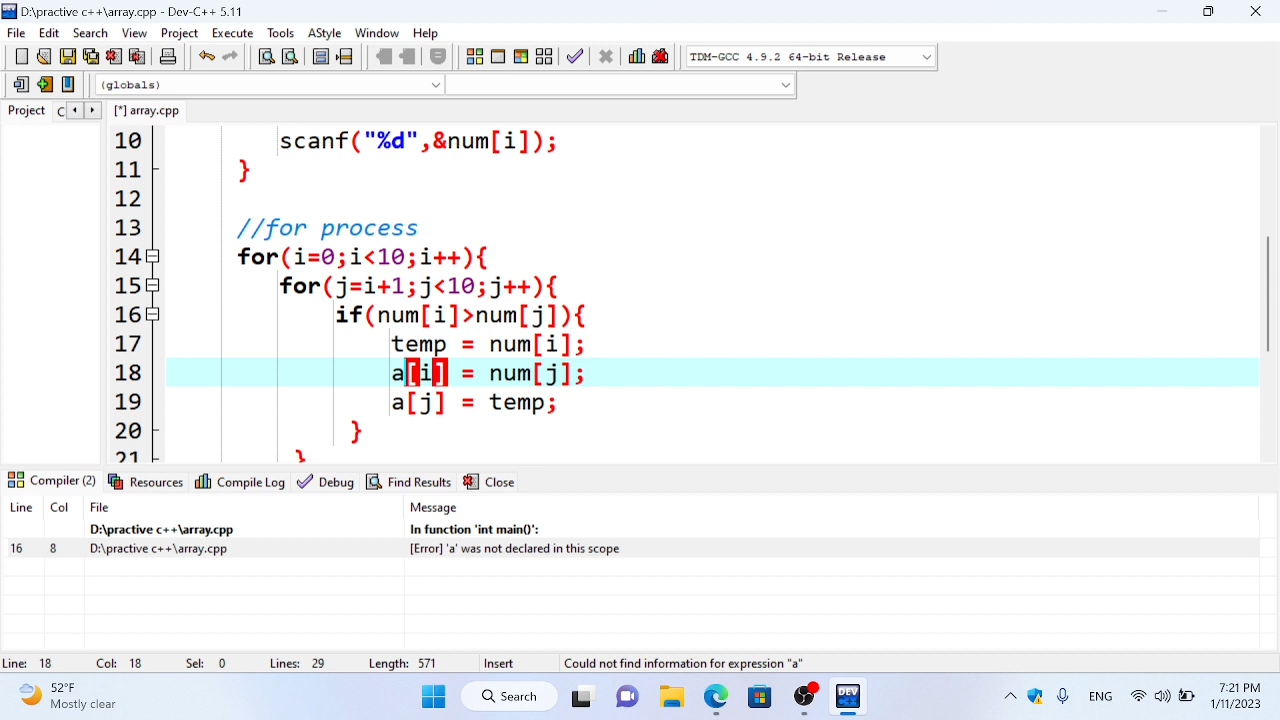 D:\practive c++\array.cpp - Dev-C++ 5.11
File Edit Search View Project Execute Tools AStyle Window Help
TDM-GCC 4.9.2 64-bit Release
(globals)
Project C [*] array.cpp
10 scanf("%d",&num[i]);
11 }
12
13 //for process
14 for(i=0;i<10;i++){
15 for(j=i+1;j<10;j++){
16 if(num[i]>num[j]){
17 temp = num[i];
18 a[i] = num[j];
19 a[j] = temp;
20 }
21 }
Compiler (2) Resources Compile Log Debug Find Results Close
Line Col File Message
D:\practive c++\array.cpp In function 'int main()':
16 8 D:\practive c++\array.cpp [Error] 'a' was not declared in this scope
Line: 18 Col: 18 Sel: 0 Lines: 29 Length: 571 Insert Could not find information for expression "a"
52°F
Mostly clear
Search
DEV
ENG
7:21 PM
1/11/2023